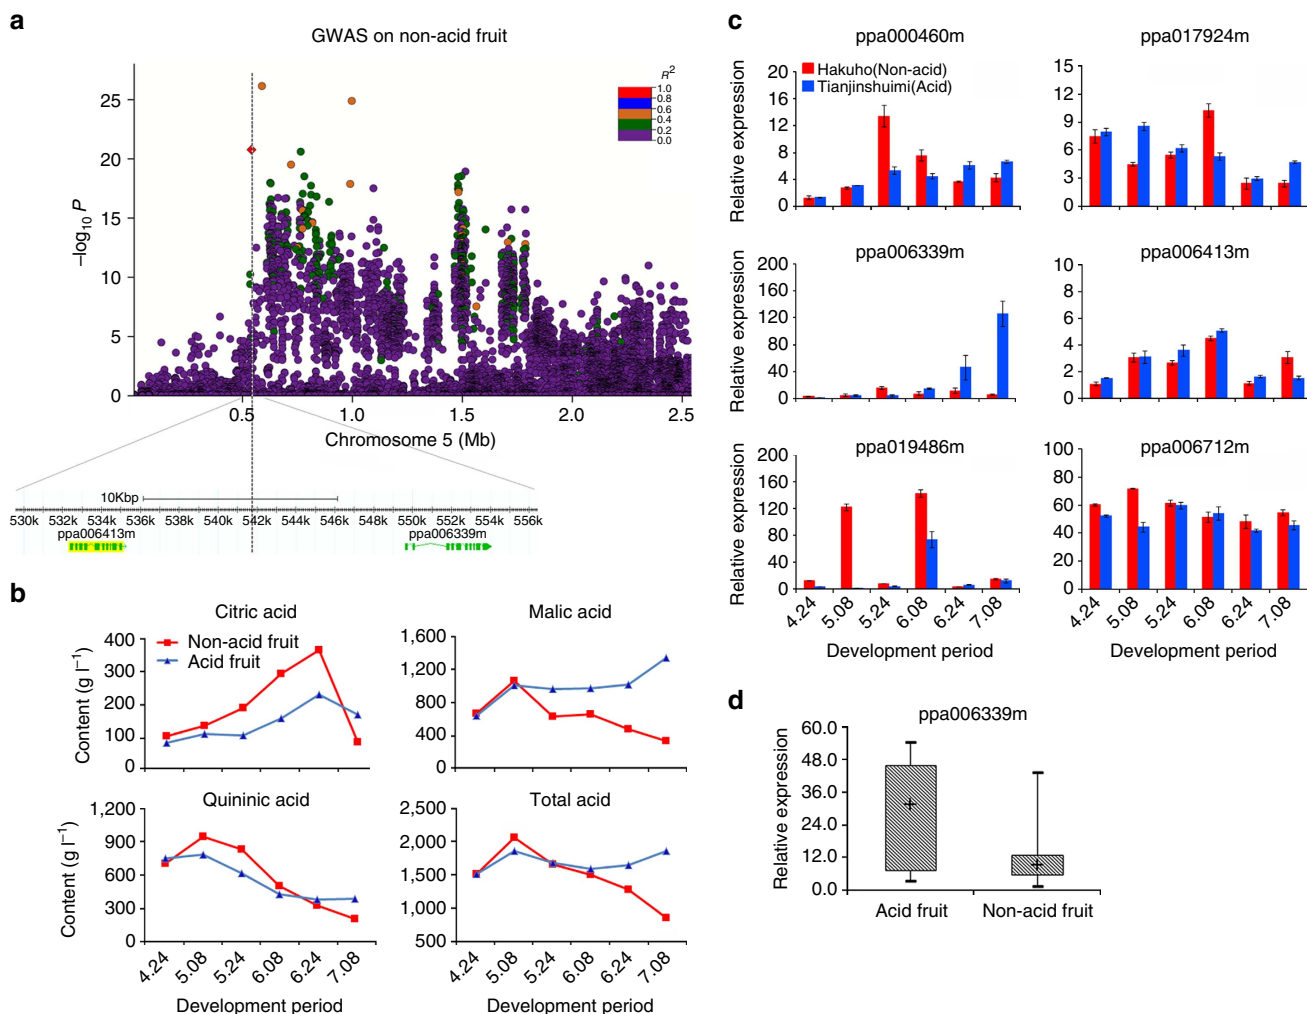 a
GWAS on non-acid fruit
R²
1.0
0.8
0.6
0.4
0.2
0.0
–log₁₀ P
25
20
15
10
5
0
0.5 1.0 1.5 2.0 2.5
Chromosome 5 (Mb)
10Kbp
530k 532k 534k 536k 538k 540k 542k 544k 546k 548k 550k 552k 554k 556k
ppa006413m ppa006339m
b
Citric acid
Content (g l⁻¹)
400
300
200
100
0
Non-acid fruit
Acid fruit
Malic acid
1,600
1,200
800
400
0
Quininic acid
Content (g l⁻¹)
1,200
900
600
300
0
4.24 5.08 5.24 6.08 6.24 7.08
Development period
Total acid
2,500
2,000
1,500
1,000
500
4.24 5.08 5.24 6.08 6.24 7.08
Development period
c
ppa000460m
Relative expression
20
16
12
8
4
0
Hakuho(Non-acid)
Tianjinshuimi(Acid)
ppa017924m
15
12
9
6
3
0
ppa006339m
Relative expression
200
160
120
80
40
0
ppa006413m
10
8
6
4
2
0
ppa019486m
Relative expression
200
160
120
80
40
0
4.24 5.08 5.24 6.08 6.24 7.08
Development period
ppa006712m
100
80
60
40
20
0
4.24 5.08 5.24 6.08 6.24 7.08
Development period
d
ppa006339m
Relative expression
60.0
48.0
36.0
24.0
12.0
0.0
Acid fruit Non-acid fruit